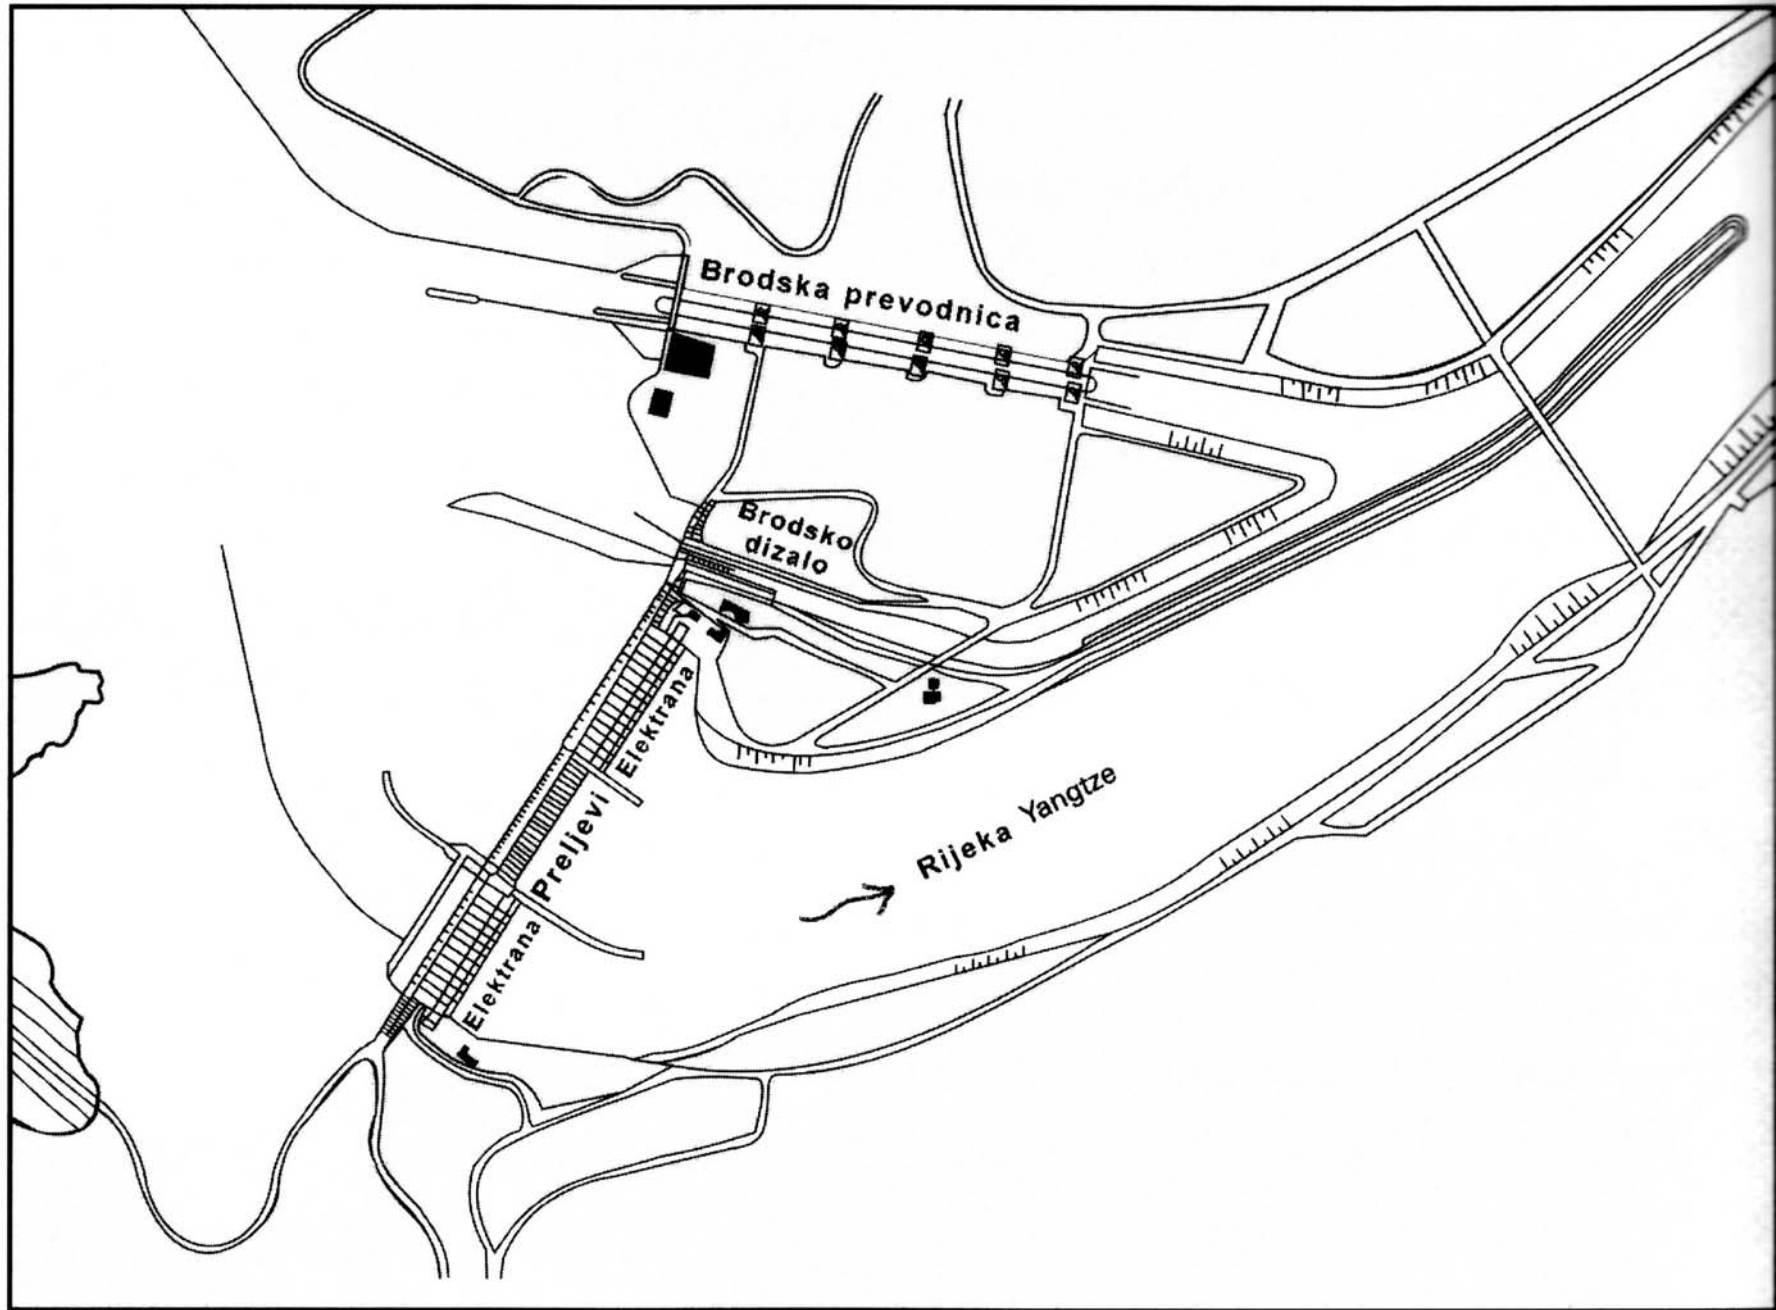 Brodska prevodnica
Brodsko
dizalo
Elektrana
Preljevi
Elektrana
Rijeka Yangtze